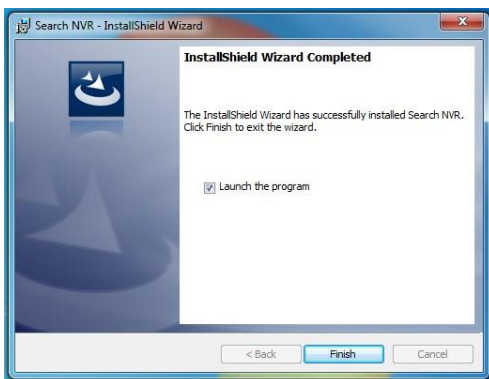 Search NVR - InstallShield Wizard
InstallShield Wizard Completed
The InstallShield Wizard has successfully installed Search NVR.
Click Finish to exit the wizard.
Launch the program
< Back
Finish
Cancel